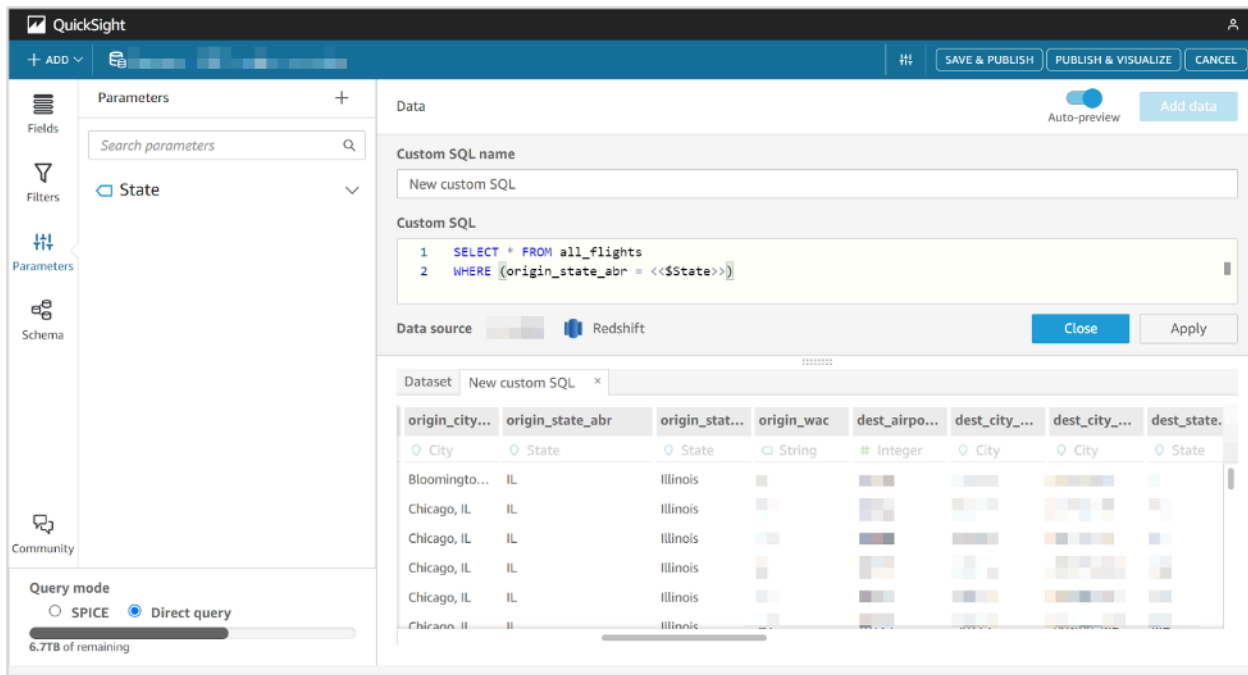 QuickSight
+ ADD
SAVE & PUBLISH
PUBLISH & VISUALIZE
CANCEL
Fields
Filters
Parameters
Schema
Community
Parameters
Search parameters
State
Query mode
SPICE Direct query
6.7TB of remaining
Data
Auto-preview
Add data
Custom SQL name
New custom SQL
Custom SQL
1 SELECT * FROM all_flights
2 WHERE (origin_state_abr = <<$State>>)
Data source Redshift
Close Apply
Dataset New custom SQL ×
origin_city... origin_state_abr origin_stat... origin_wac dest_airpo... dest_city_... dest_city_... dest_state.
City State State String # Integer City City State
Bloomingto... IL Illinois
Chicago, IL IL Illinois
Chicago, IL IL Illinois
Chicago, IL IL Illinois
Chicago, IL IL Illinois
Chicago, IL IL Illinois